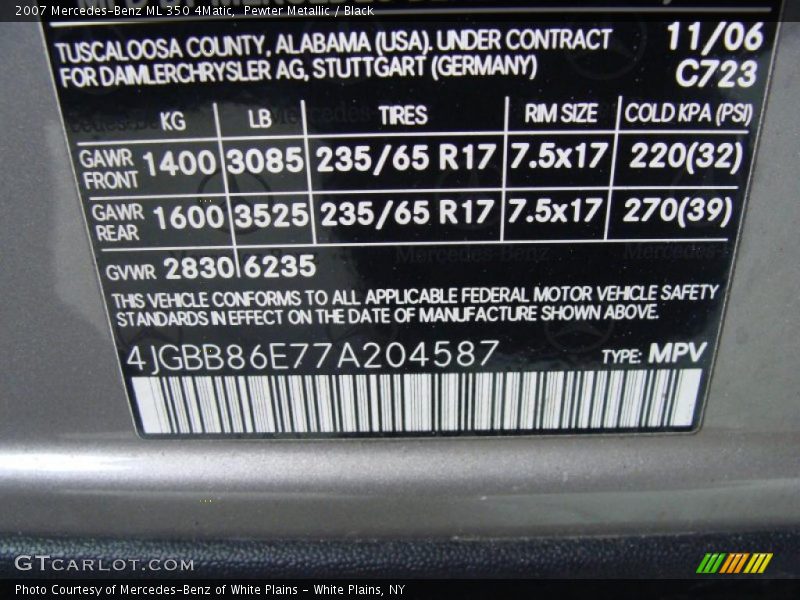 2007 Mercedes-Benz ML 350 4Matic, Pewter Metallic / Black
TUSCALOOSA COUNTY, ALABAMA (USA). UNDER CONTRACT 11/06
FOR DAIMLERCHRYSLER AG, STUTTGART (GERMANY) C723
KG LB TIRES RIM SIZE COLD KPA (PSI)
GAWR FRONT 1400 3085 235/65 R17 7.5x17 220(32)
GAWR REAR 1600 3525 235/65 R17 7.5x17 270(39)
GVWR 2830 6235
THIS VEHICLE CONFORMS TO ALL APPLICABLE FEDERAL MOTOR VEHICLE SAFETY
STANDARDS IN EFFECT ON THE DATE OF MANUFACTURE SHOWN ABOVE.
4JGBB86E77A204587 TYPE: MPV
GTCARLOT.COM
Photo Courtesy of Mercedes-Benz of White Plains - White Plains, NY